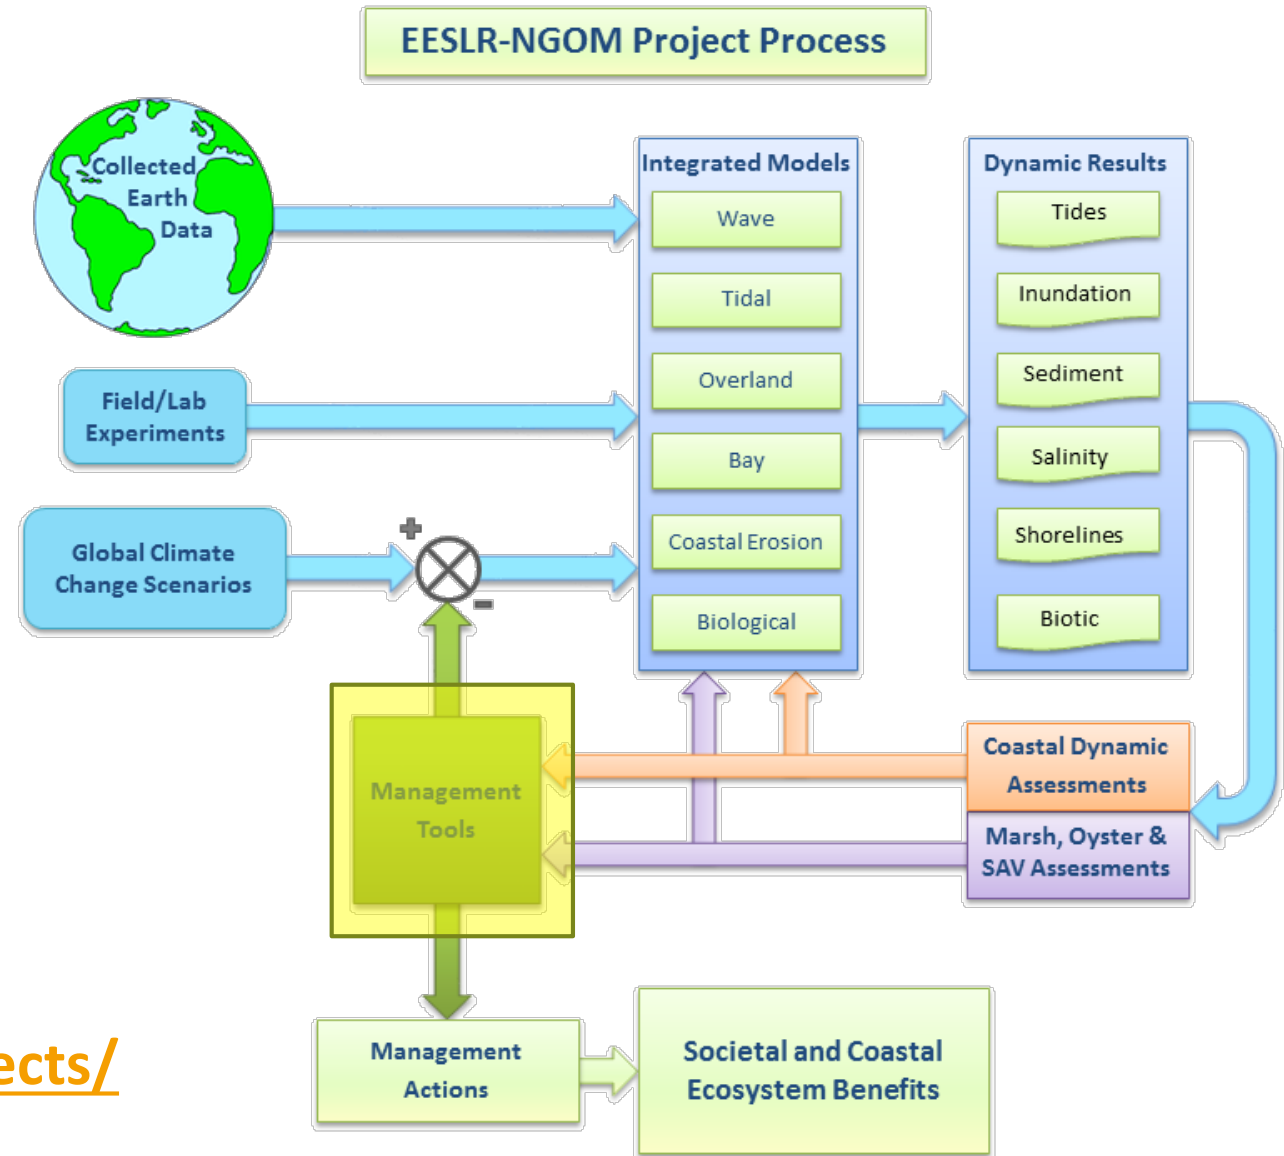 EESLR-NGOM Project Process
Collected
Earth
Data
Field/Lab
Experiments
Global Climate
Change Scenarios
+
-
Integrated Models
Wave
Tidal
Overland
Bay
Coastal Erosion
Biological
Dynamic Results
Tides
Inundation
Sediment
Salinity
Shorelines
Biotic
Coastal Dynamic
Assessments
Marsh, Oyster &
SAV Assessments
Management
Tools
Management
Actions
Societal and Coastal
Ecosystem Benefits
ects/